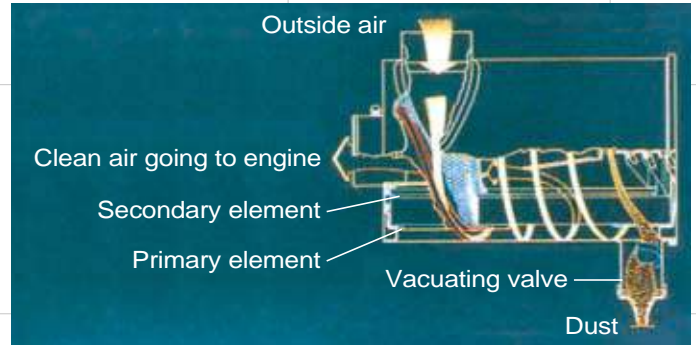 Outside air
Clean air going to engine
Secondary element
Primary element
Vacuating valve
Dust